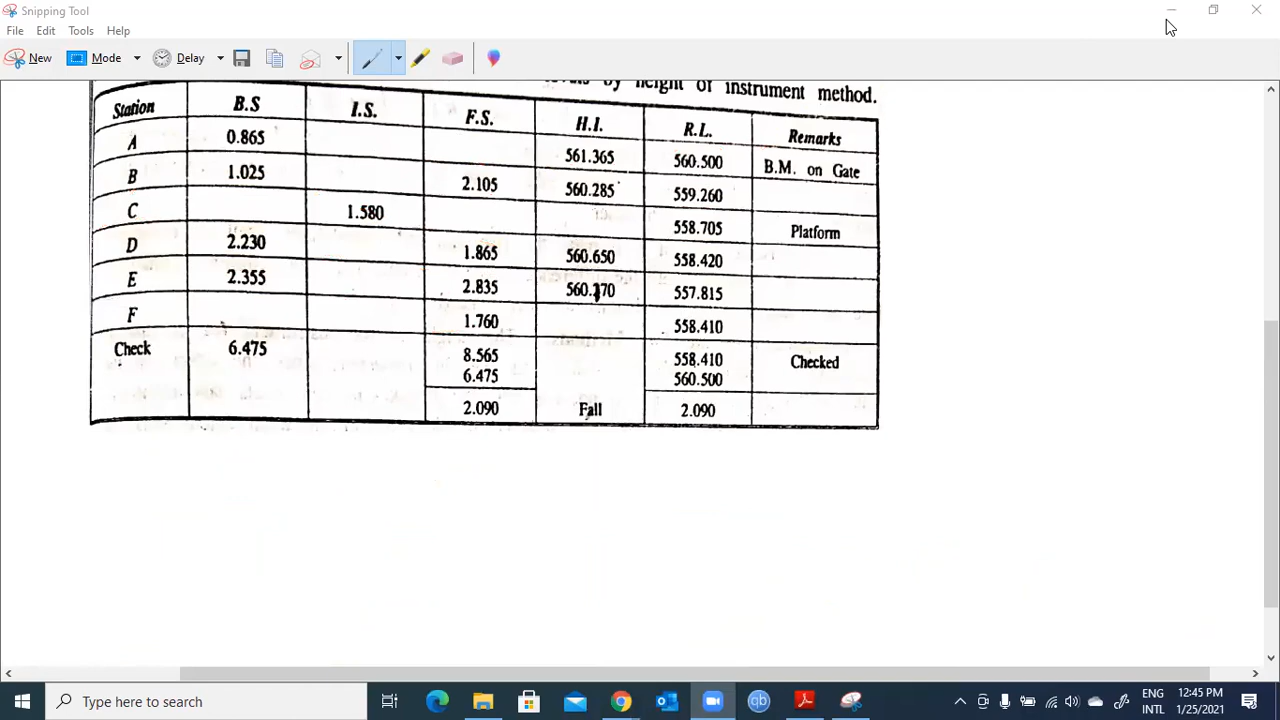 Snipping Tool
File Edit Tools Help
New Mode Delay
levels by height of instrument method.
Station B.S I.S. F.S. H.I. R.L. Remarks
A 0.865 561.365 560.500 B.M. on Gate
B 1.025 2.105 560.285 559.260
C 1.580 558.705 Platform
D 2.230 1.865 560.650 558.420
E 2.355 2.835 560.170 557.815
F 1.760 558.410
Check 6.475 8.565 558.410 Checked
6.475 560.500
2.090 Fall 2.090
Type here to search
qb
ENG 12:45 PM
INTL 1/25/2021